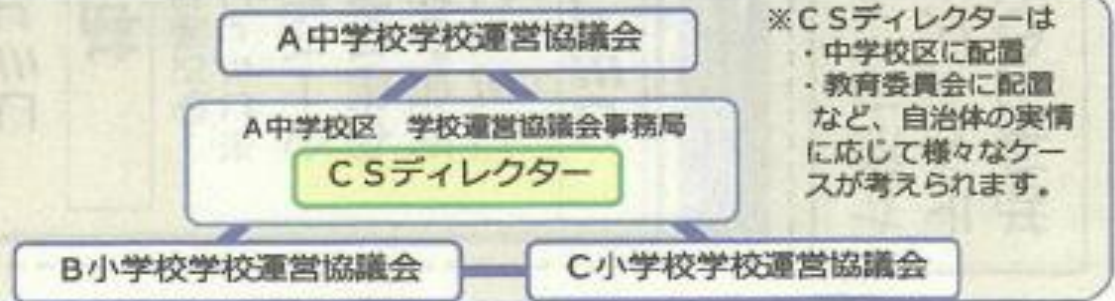 A中学校学校運営協議会
A中学校区　学校運営協議会事務局
CSディレクター
B小学校学校運営協議会
C小学校学校運営協議会
※CSディレクターは
・中学校区に配置
・教育委員会に配置
など、自治体の実情
に応じて様々なケー
スが考えられます。